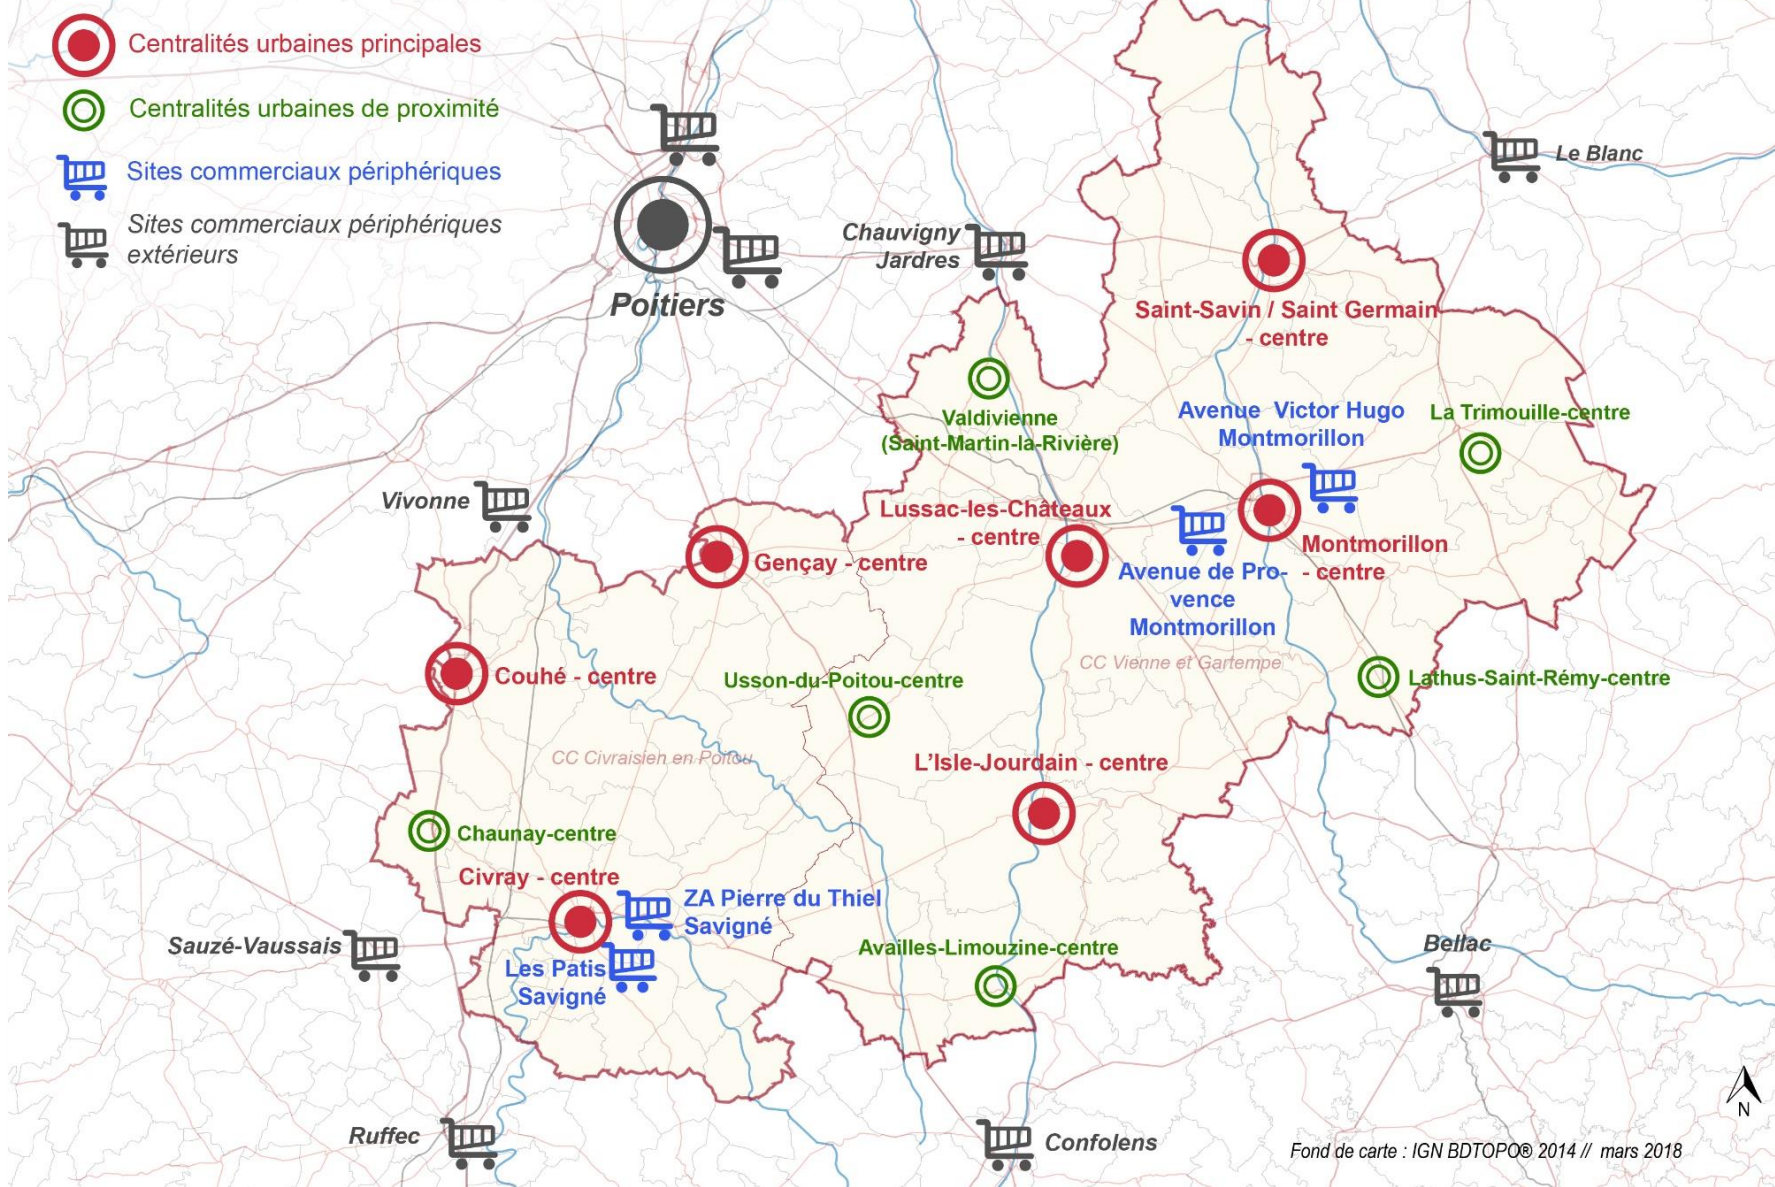 Centralités urbaines principales
Centralités urbaines de proximité
Sites commerciaux périphériques
Sites commerciaux périphériques
extérieurs
Poitiers
Chauvigny
Jardres
Le Blanc
Saint-Savin / Saint Germain
- centre
Valdivienne
(Saint-Martin-la-Rivière)
Avenue Victor Hugo
Montmorillon
La Trimouille-centre
Vivonne
Lussac-les-Châteaux
- centre
Gençay - centre
Montmorillon
- centre
Avenue de Pro-
vence
Montmorillon
CC Vienne et Gartempe
Couhé - centre
Usson-du-Poitou-centre
Lathus-Saint-Rémy-centre
CC Civraisien en Poitou
L'Isle-Jourdain - centre
Chaunay-centre
Civray - centre
ZA Pierre du Thiel
Savigné
Les Patis
Savigné
Sauzé-Vaussais
Availles-Limouzine-centre
Bellac
Ruffec
Confolens
N
Fond de carte : IGN BDTOPO® 2014 // mars 2018